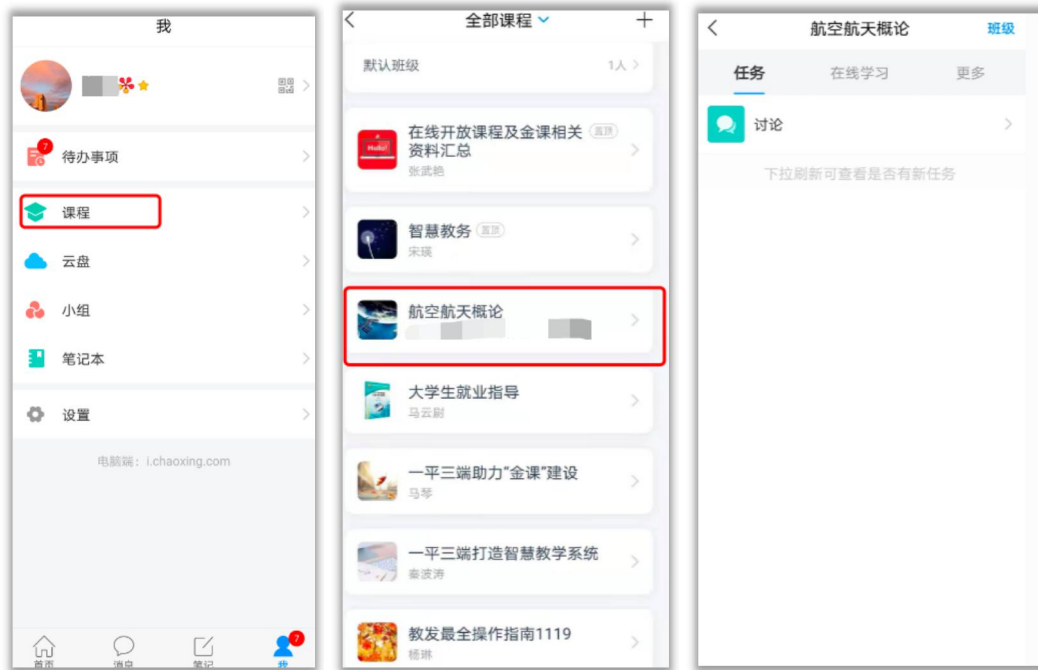 我
待办事项
7
课程
云盘
小组
笔记本
设置
电脑端：i.chaoxing.com
首页
消息
笔记
我
7
全部课程
默认班级
1人
在线开放课程及金课相关
置顶
资料汇总
张武艳
Hello!
智慧教务
置顶
宋瑛
航空航天概论
大学生就业指导
马云尉
一平三端助力“金课”建设
马琴
一平三端打造智慧教学系统
秦波涛
教发最全操作指南1119
杨琳
航空航天概论
班级
任务
在线学习
更多
讨论
下拉刷新可查看是否有新任务